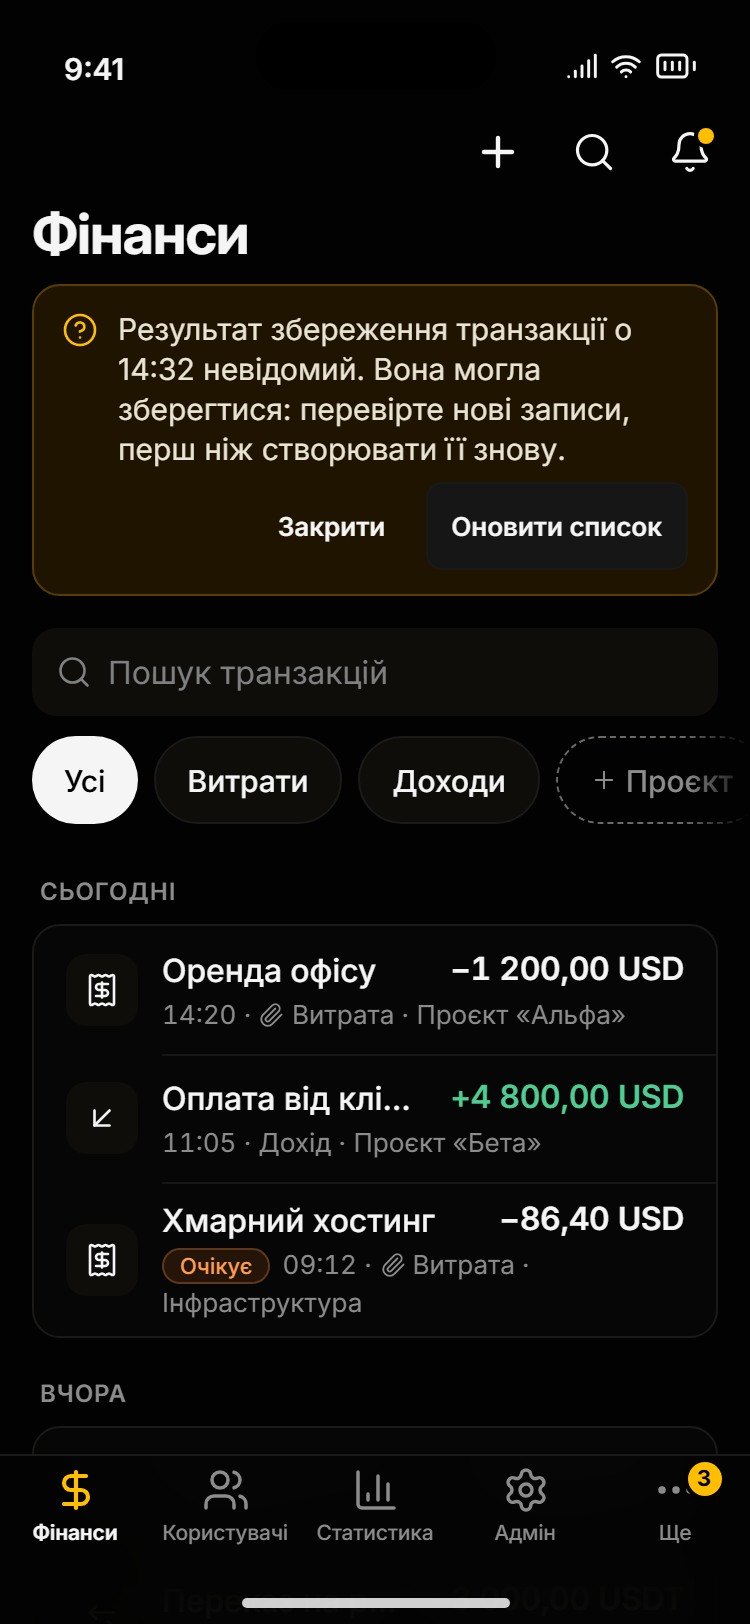 9:41
Фінанси
Результат збереження транзакції о
14:32 невідомий. Вона могла
зберегтися: перевірте нові записи,
перш ніж створювати її знову.
Закрити
Оновити список
Пошук транзакцій
Усі
Витрати
Доходи
+ Проєкт
СЬОГОДНІ
Оренда офісу −1 200,00 USD
14:20 · Витрата · Проєкт «Альфа»
Оплата від клі... +4 800,00 USD
11:05 · Дохід · Проєкт «Бета»
Хмарний хостинг −86,40 USD
Очікує 09:12 · Витрата ·
Інфраструктура
ВЧОРА
3
Фінанси
Користувачі
Статистика
Адмін
Ще